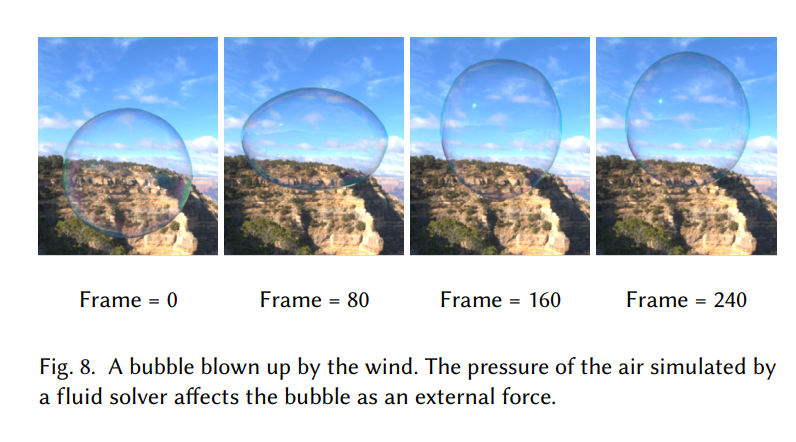 Frame = 0
Frame = 80
Frame = 160
Frame = 240
Fig. 8. A bubble blown up by the wind. The pressure of the air simulated by
a fluid solver affects the bubble as an external force.